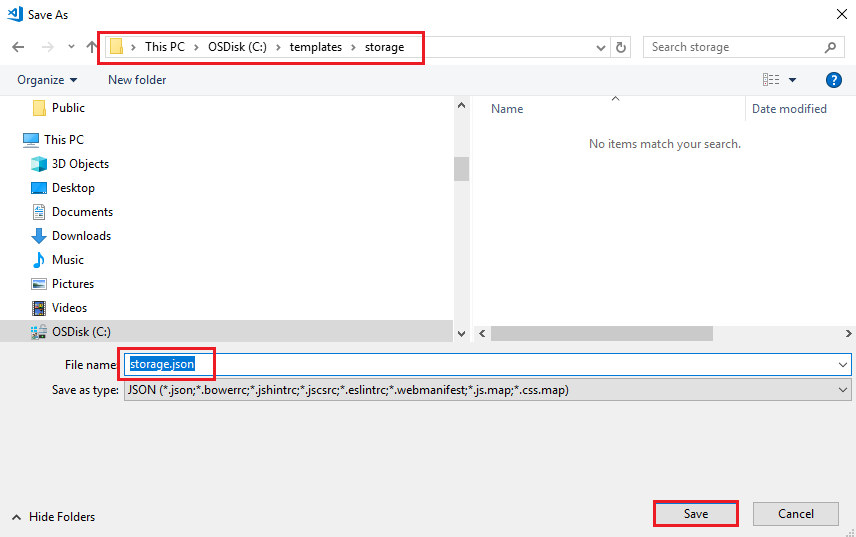 Save As
This PC > OSDisk (C:) > templates > storage
Search storage
Organize
New folder
?
Public
This PC
3D Objects
Desktop
Documents
Downloads
Music
Pictures
Videos
OSDisk (C:)
Name
Date modified
No items match your search.
File name: storage.json
Save as type: JSON (*.json;*.bowerrc;*.jshintrc;*.jscsrc;*.eslintrc;*.webmanifest;*.js.map;*.css.map)
Hide Folders
Save
Cancel